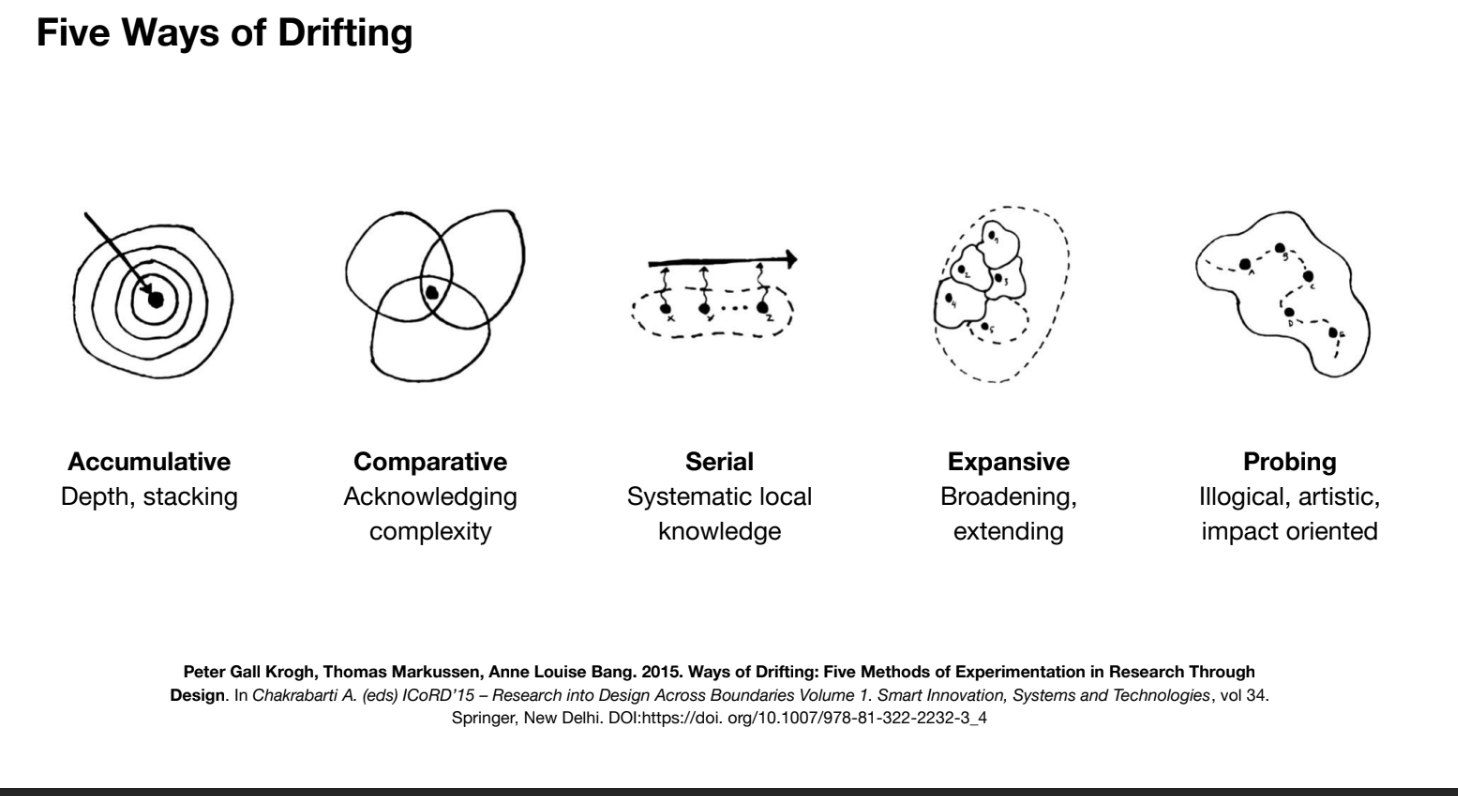 Five Ways of Drifting
x
y
z
1
2
3
4
5
A
B
C
D
Accumulative
Depth, stacking
Comparative
Acknowledging
complexity
Serial
Systematic local
knowledge
Expansive
Broadening,
extending
Probing
Illogical, artistic,
impact oriented
Peter Gall Krogh, Thomas Markussen, Anne Louise Bang. 2015. Ways of Drifting: Five Methods of Experimentation in Research Through
Design. In Chakrabarti A. (eds) ICoRD’15 – Research into Design Across Boundaries Volume 1. Smart Innovation, Systems and Technologies, vol 34.
Springer, New Delhi. DOI:https://doi. org/10.1007/978-81-322-2232-3_4